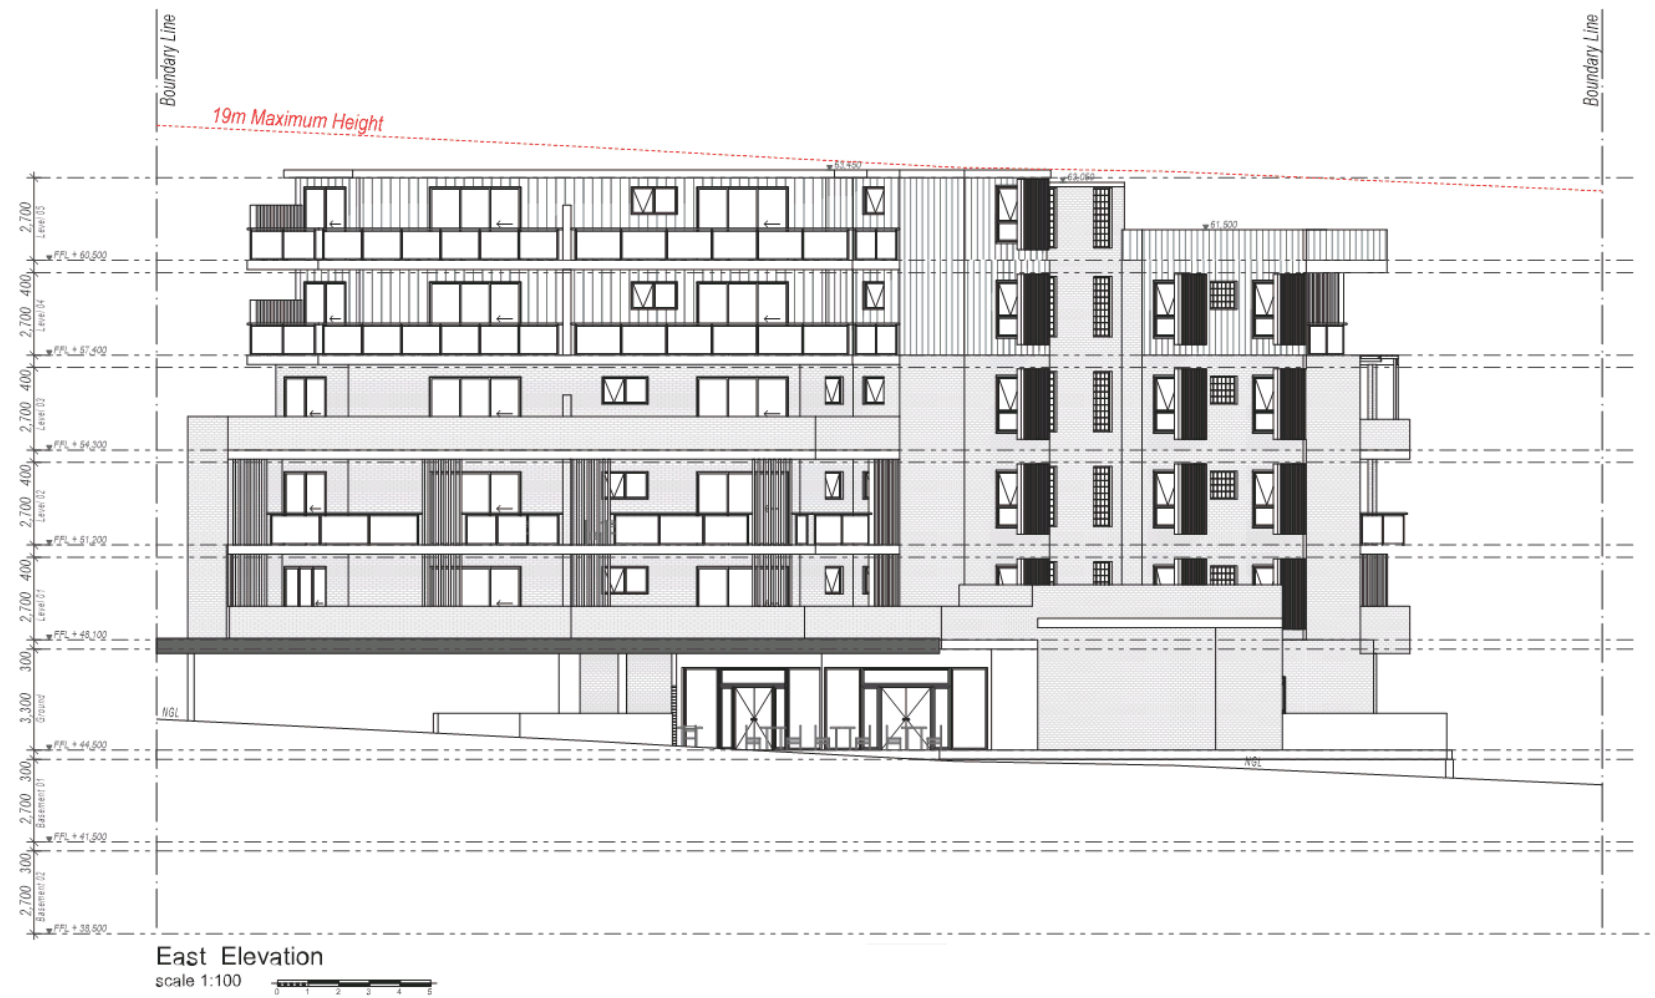 Boundary Line
Boundary Line
19m Maximum Height
63,450
63,050
61,500
2,700
Level 05
FFL + 60,500
400
2,700
Level 04
FFL + 57,400
400
2,700
Level 03
FFL + 54,300
400
2,700
Level 02
FFL + 51,200
400
2,700
Level 01
FFL + 48,100
300
3,300
Ground
NGL
FFL + 44,500
300
NGL
2,700
Basement 01
FFL + 41,500
300
2,700
Basement 02
FFL + 38,500
East Elevation
scale 1:100
0 1 2 3 4 5